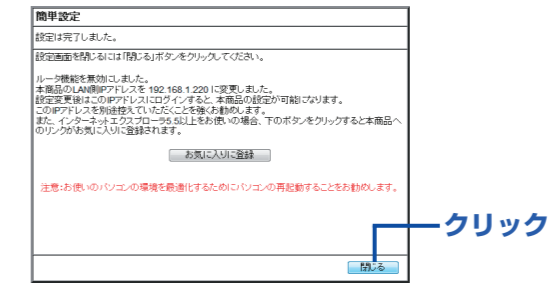 簡単設定
設定は完了しました。
設定画面を閉じるには「閉じる」ボタンをクリックしてください。
ルータ機能を無効にしました。
本商品のLAN側IPアドレスを 192.168.1.220 に変更しました。
設定変更後はこのIPアドレスにログインすると、本商品の設定が可能になります。
このIPアドレスを別途控えていただくことを強くお勧めします。
また、インターネットエクスプローラ5.5以上をお使いの場合、下のボタンをクリックすると本商品へ
のリンクがお気に入りに登録されます。
お気に入りに登録
注意:お使いのパソコンの環境を最適化するためにパソコンの再起動することをお勧めします。
クリック
閉じる